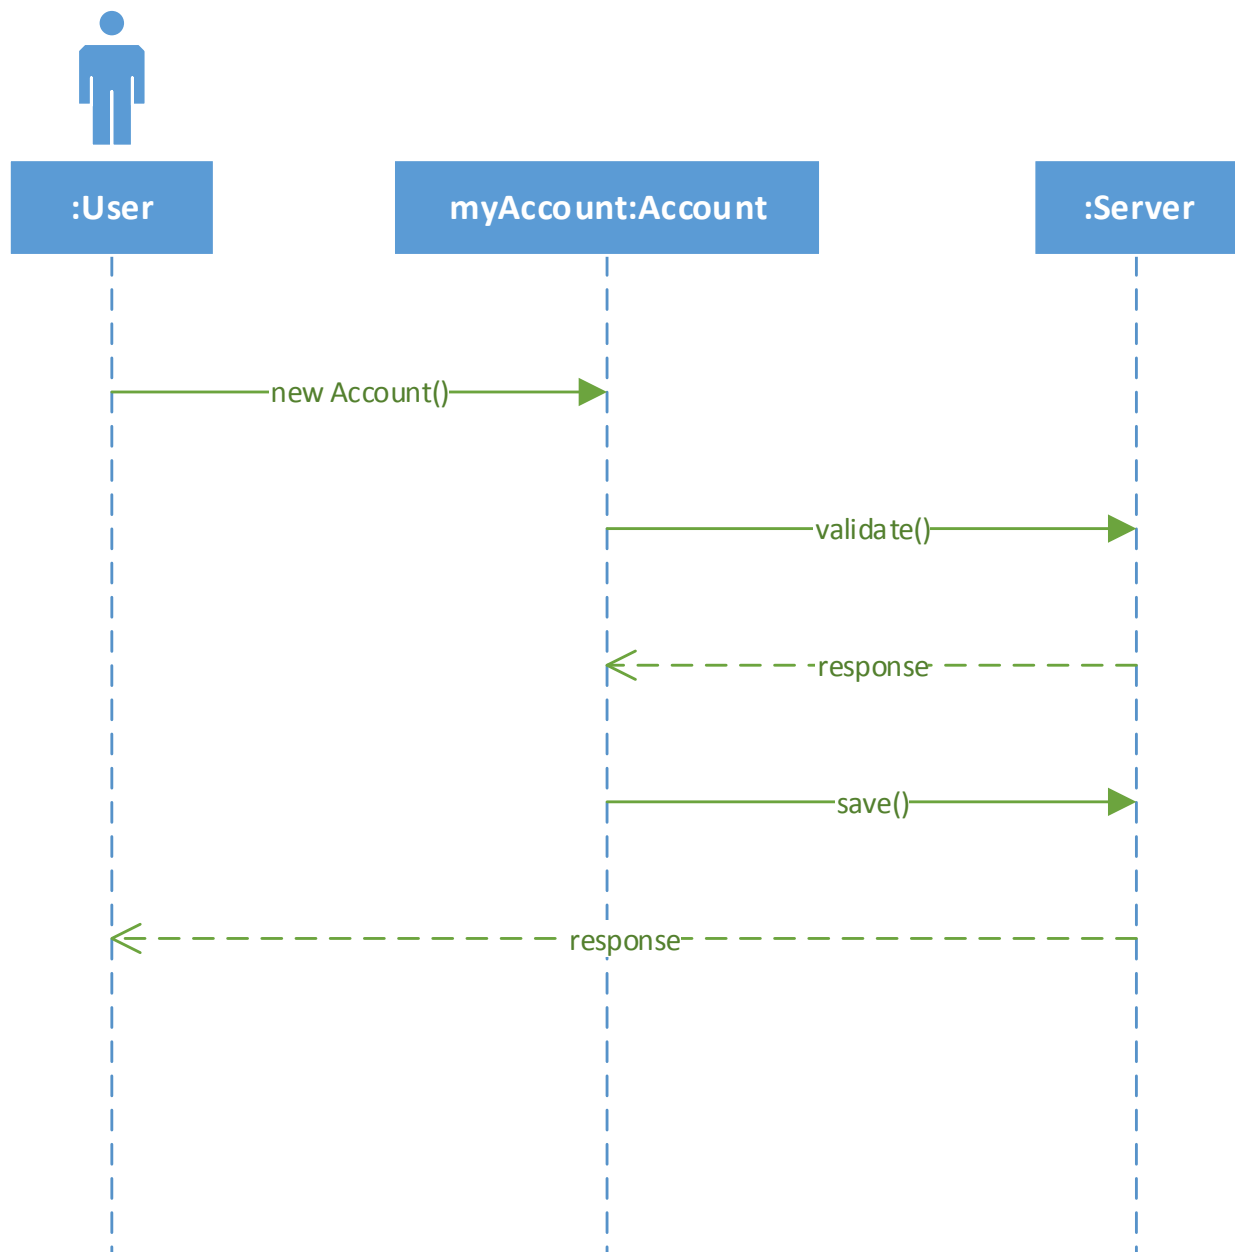 :User
myAccount:Account
:Server
new Account()
validate()
response
save()
response